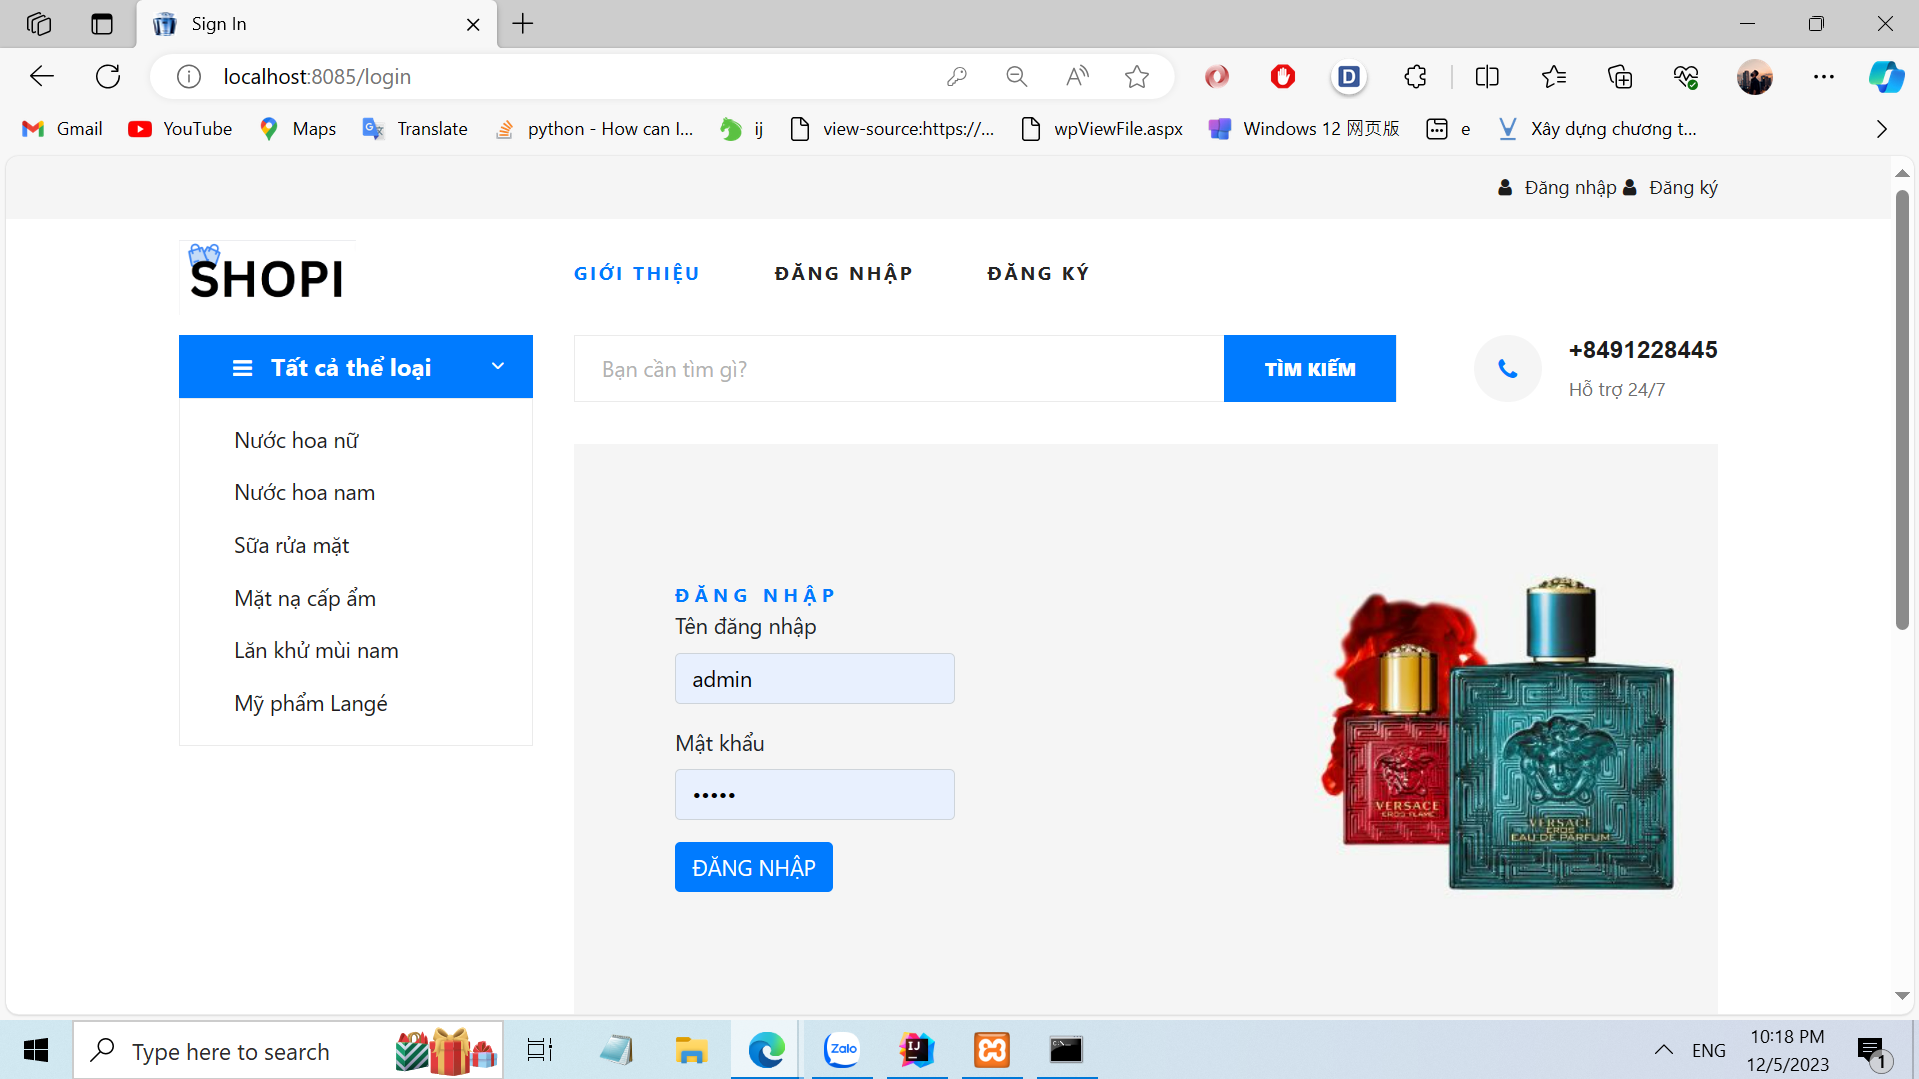 Sign In
localhost:8085/login
Gmail YouTube Maps Translate python - How can I... ij view-source:https://... wpViewFile.aspx Windows 12 网页版 e Xây dựng chương t...
Đăng nhập Đăng ký
SHOPI
GIỚI THIỆU ĐĂNG NHẬP ĐĂNG KÝ
Tất cả thể loại
Bạn cần tìm gì? TÌM KIẾM
+8491228445
Hỗ trợ 24/7
Nước hoa nữ
Nước hoa nam
Sữa rửa mặt
Mặt nạ cấp ẩm
Lăn khử mùi nam
Mỹ phẩm Langé
ĐĂNG NHẬP
Tên đăng nhập
admin
Mật khẩu
•••••
ĐĂNG NHẬP
VERSACE
EROS FLAME
VERSACE
EROS
EAU DE PARFUM
Type here to search
Zalo
IJ
ENG
10:18 PM
12/5/2023
1